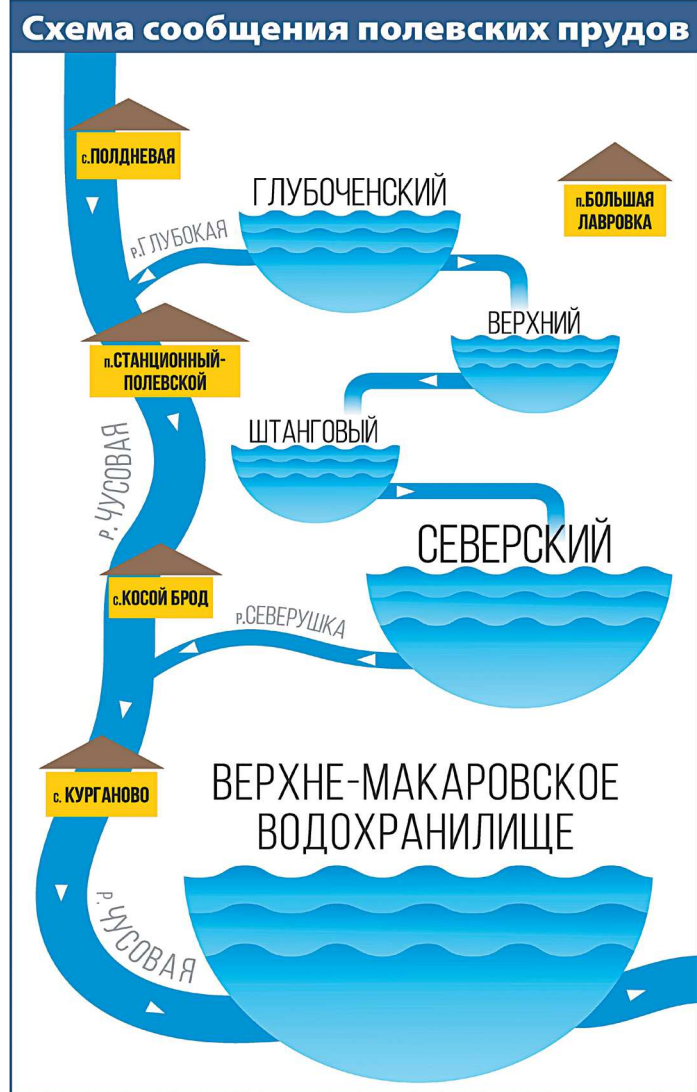 Схема сообщения полевских прудов
с.ПОЛДНЕВАЯ
ГЛУБОЧЕНСКИЙ
п.БОЛЬШАЯ
ЛАВРОВКА
р.ГЛУБОКАЯ
ВЕРХНИЙ
п.СТАНЦИОННЫЙ-
ПОЛЕВСКОЙ
ШТАНГОВЫЙ
р. ЧУСОВАЯ
СЕВЕРСКИЙ
с.КОСОЙ БРОД
р.СЕВЕРУШКА
с. КУРГАНОВО
ВЕРХНЕ-МАКАРОВСКОЕ
ВОДОХРАНИЛИЩЕ
р. ЧУСОВАЯ